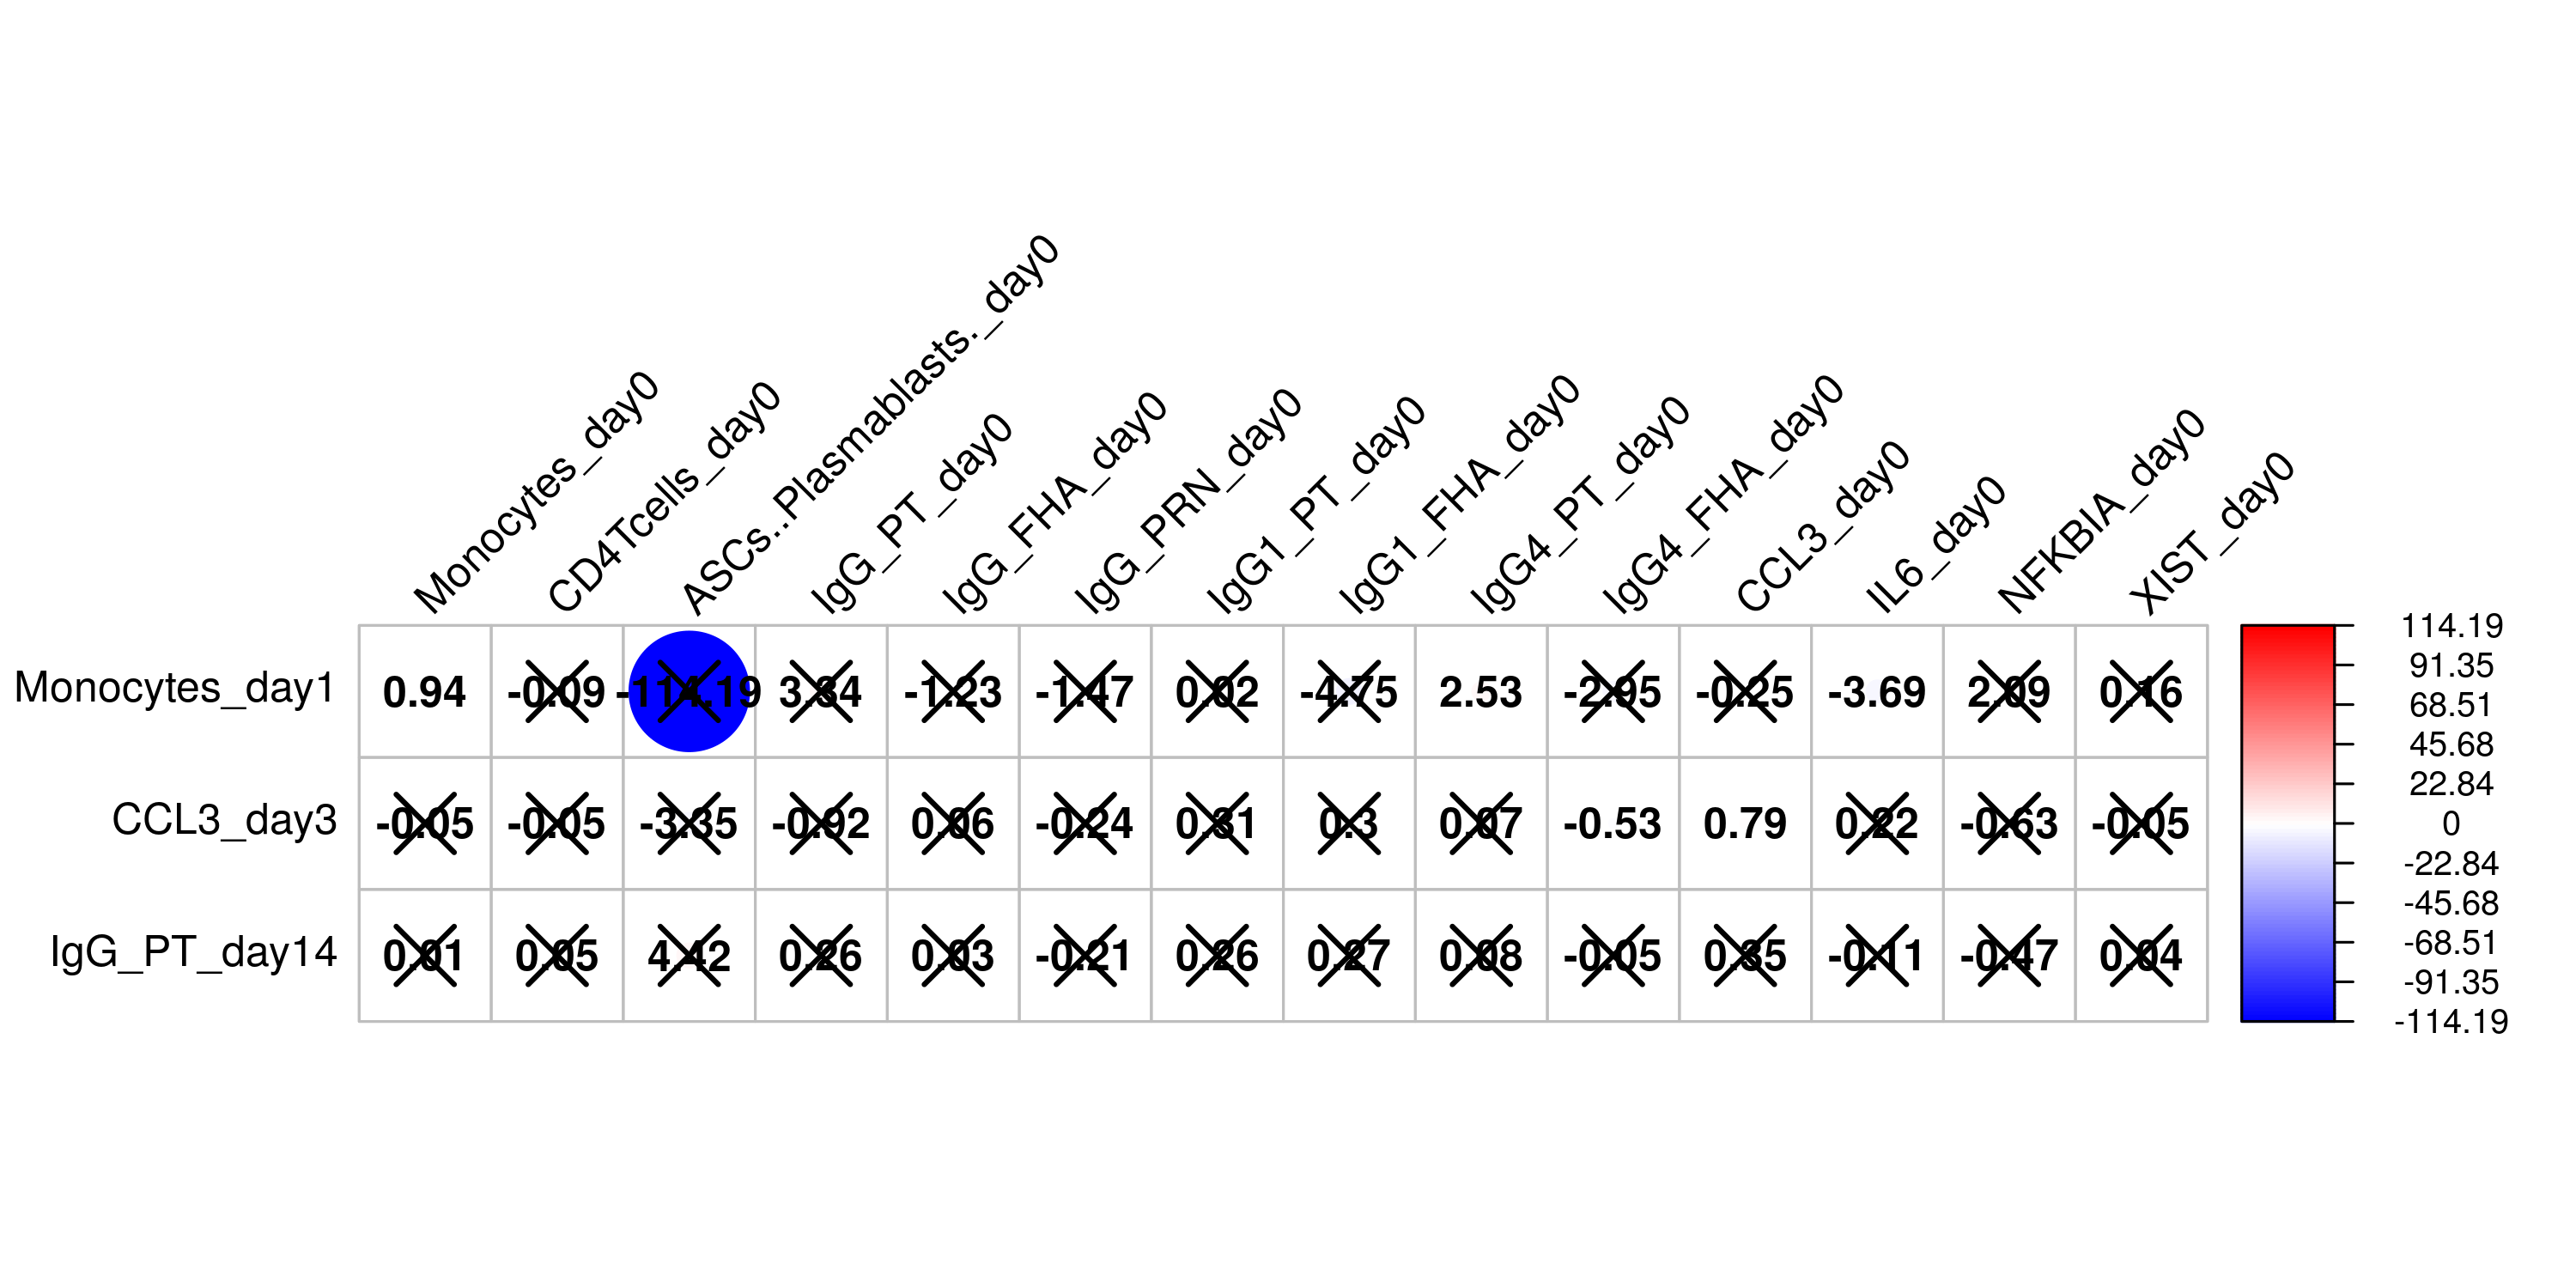 Monocytes_day0 CD4Tcells_day0 ASCs..Plasmablasts._day0 IgG_PT_day0 IgG_FHA_day0 IgG_PRN_day0 IgG1_PT_day0 IgG1_FHA_day0 IgG4_PT_day0 IgG4_FHA_day0 CCL3_day0 IL6_day0 NFKBIA_day0 XIST_day0
Monocytes_day1 0.94 -0.09 -114.19 3.34 -1.23 -1.47 0.02 -4.75 2.53 -2.95 -0.25 -3.69 2.09 0.16
CCL3_day3 -0.05 -0.05 -3.35 -0.92 0.06 -0.24 0.31 0.3 0.07 -0.53 0.79 0.22 -0.63 -0.05
IgG_PT_day14 0.01 0.05 4.42 0.26 0.03 -0.21 0.26 0.27 0.08 -0.05 0.35 -0.11 -0.47 0.04
114.19
91.35
68.51
45.68
22.84
0
-22.84
-45.68
-68.51
-91.35
-114.19